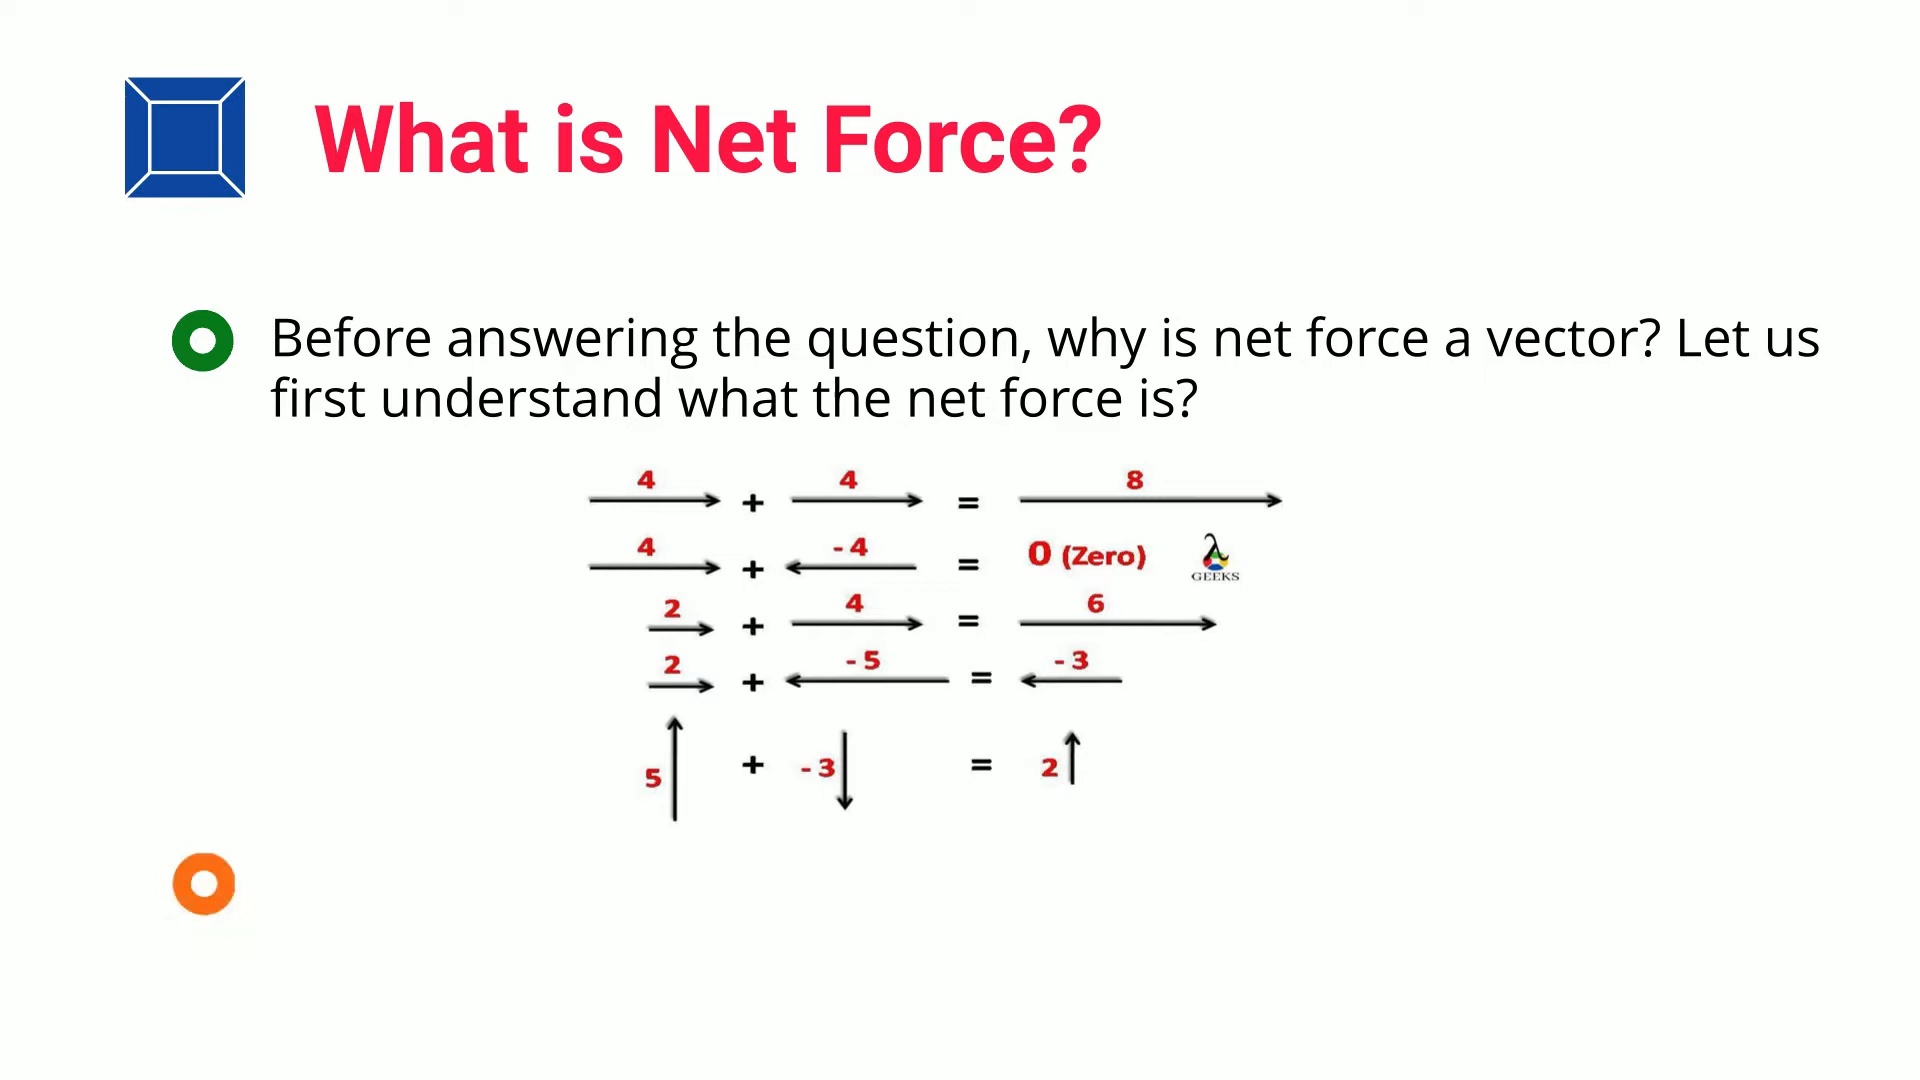 What is Net Force?
Before answering the question, why is net force a vector? Let us
first understand what the net force is?
4 + 4 = 8
4 + - 4 = 0 (Zero)
GEEKS
2 + 4 = 6
2 + - 5 = - 3
5 + - 3 = 2